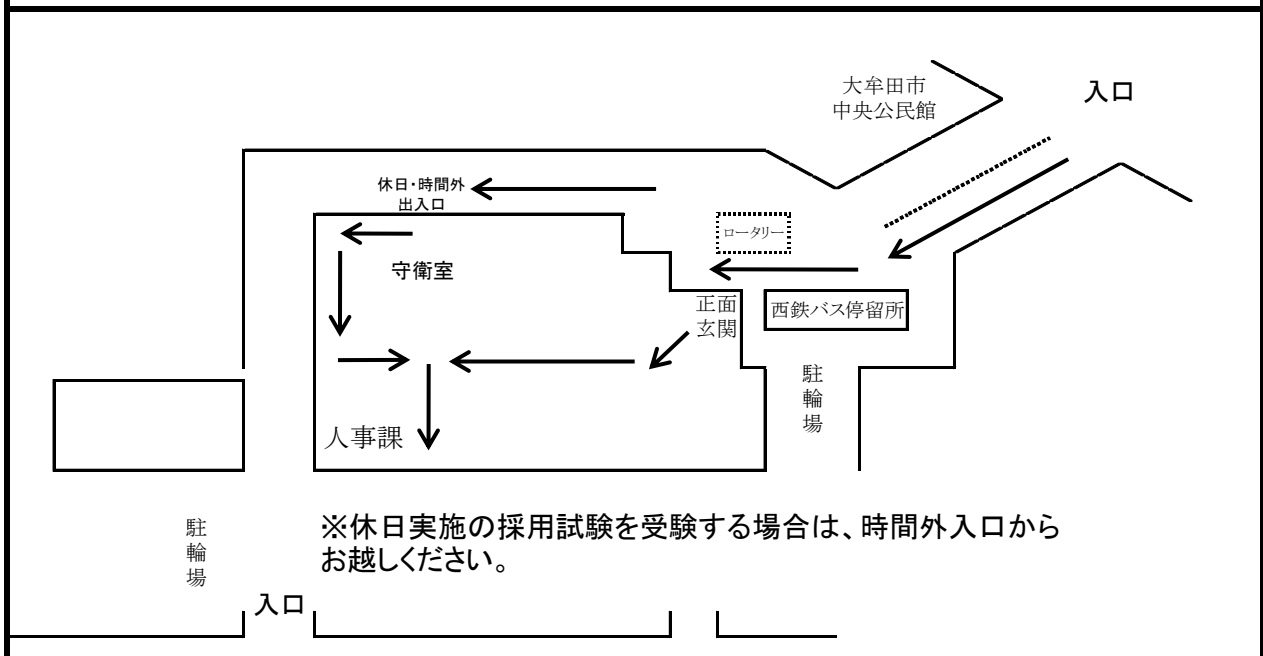 大牟田市
中央公民館
入口
休日・時間外
出入口
ロータリー
守衛室
正面
玄関
西鉄バス停留所
駐輪場
人事課
※休日実施の採用試験を受験する場合は、時間外入口から
お越しください。
駐輪場
入口